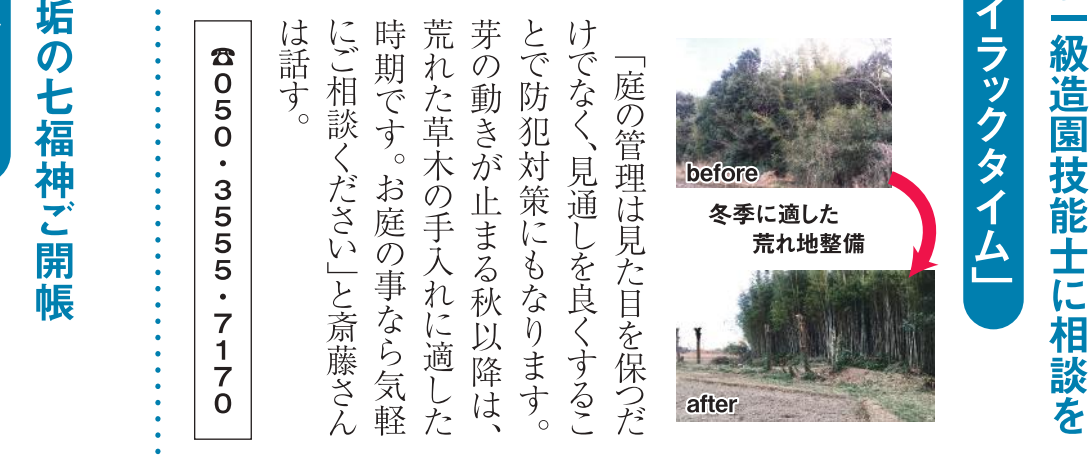 一級造園技能士に相談を
イラックタイム」
before
冬季に適した
荒れ地整備
after
「庭の管理は見た目を保つだ
けでなく、見通しを良くするこ
とで防犯対策にもなります。
芽の動きが止まる秋以降は、
荒れた草木の手入れに適した
時期です。お庭の事なら気軽
にご相談ください」と斎藤さん
は話す。
☎050・3555・7170
垢の七福神ご開帳